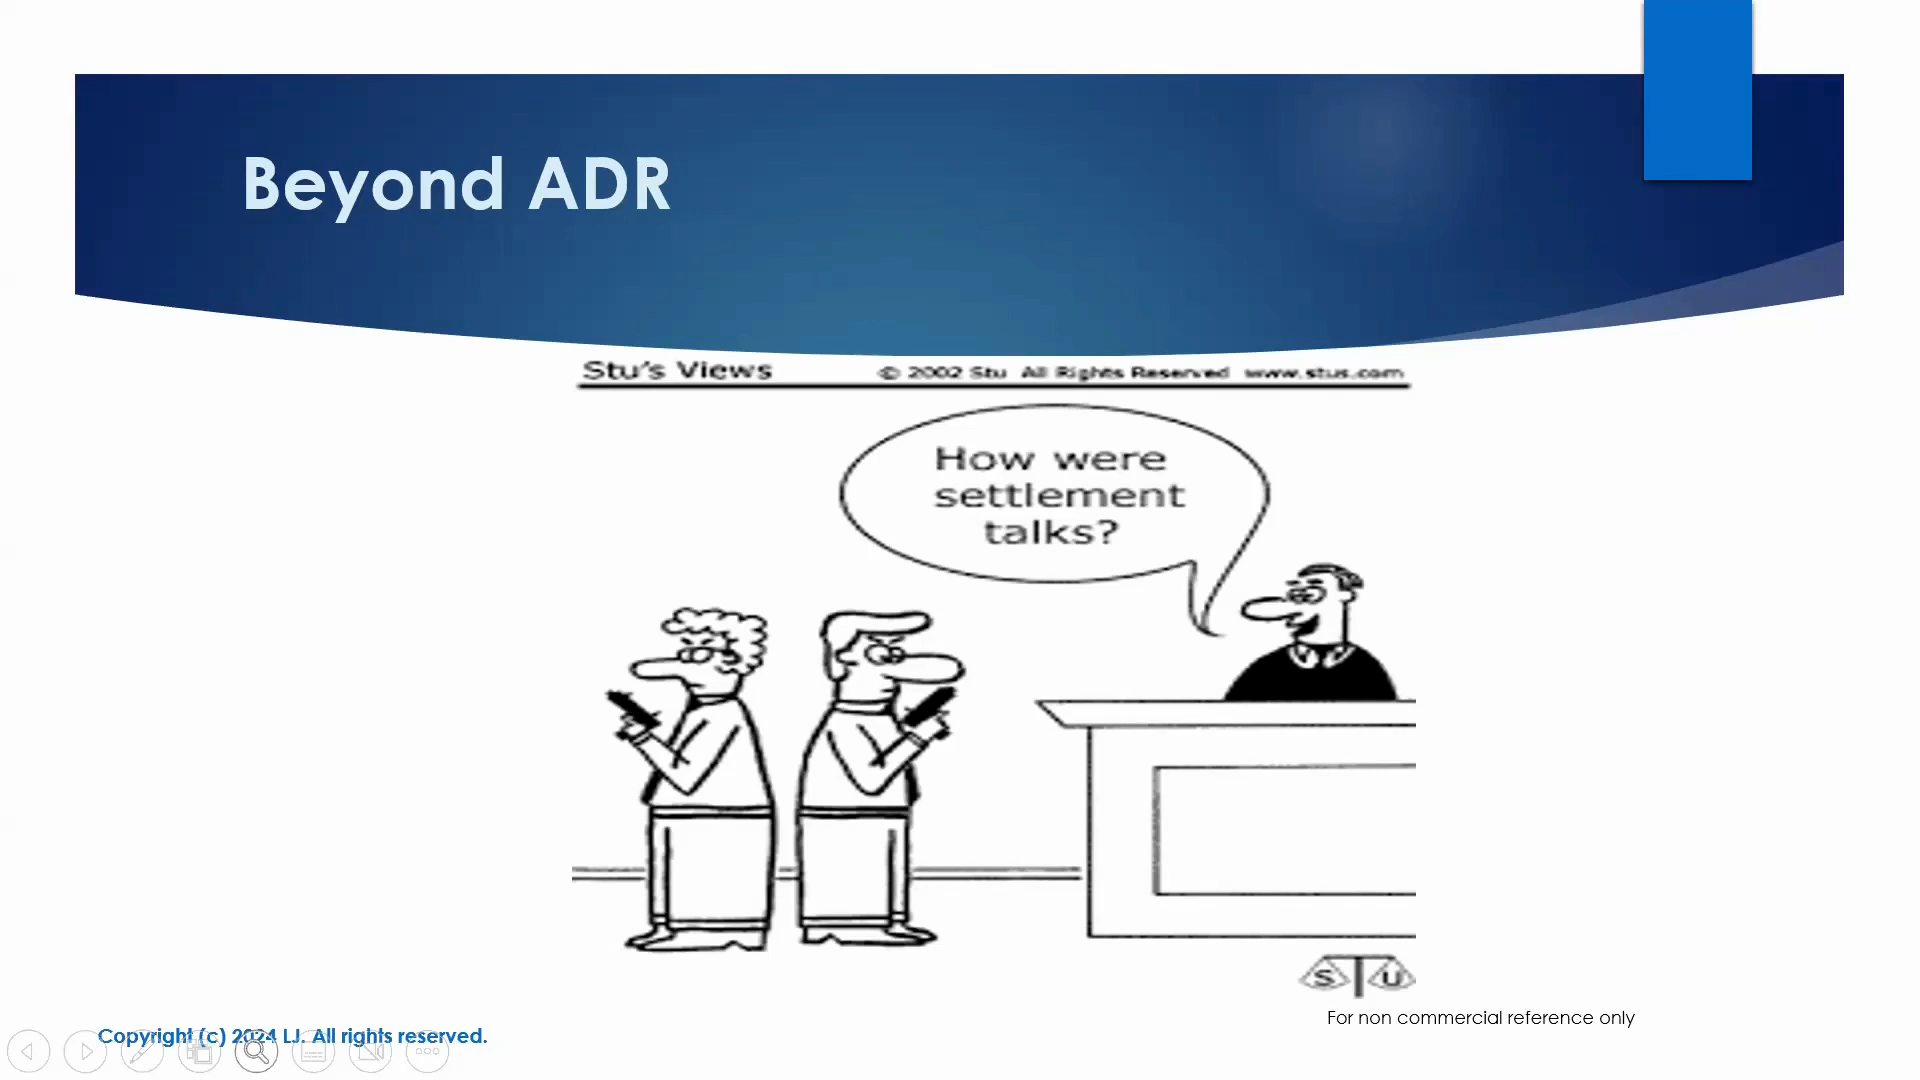 Beyond ADR
Stu's Views © 2002 Stu All Rights Reserved www.stus.com
How were
settlement
talks?
S U
For non commercial reference only
Copyright (c) 2024 LJ. All rights reserved.